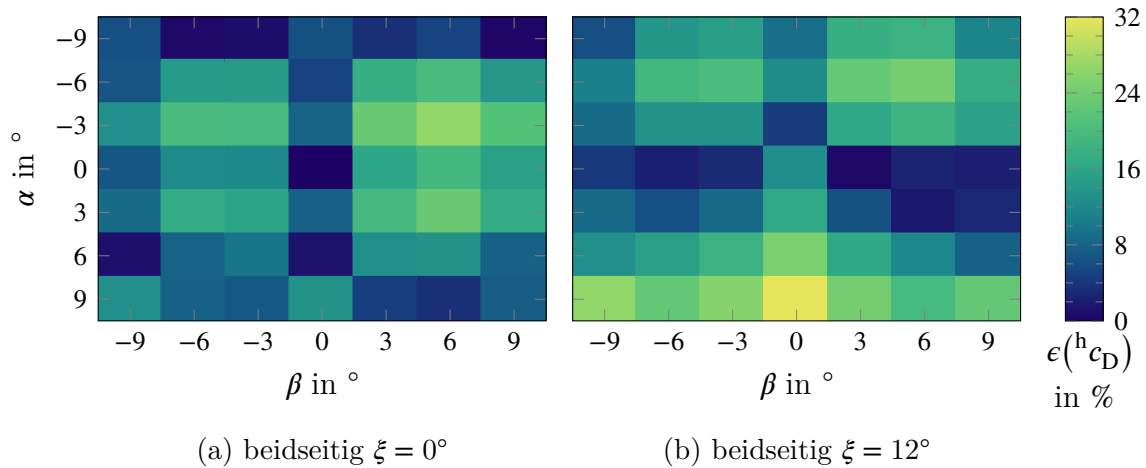 −9
−6
−3
0
3
6
9
α in °
−9 −6 −3 0 3 6 9
β in °
−9 −6 −3 0 3 6 9
β in °
32
24
16
8
0
ϵ(ʰc_D)
in %
(a) beidseitig ξ = 0°
(b) beidseitig ξ = 12°